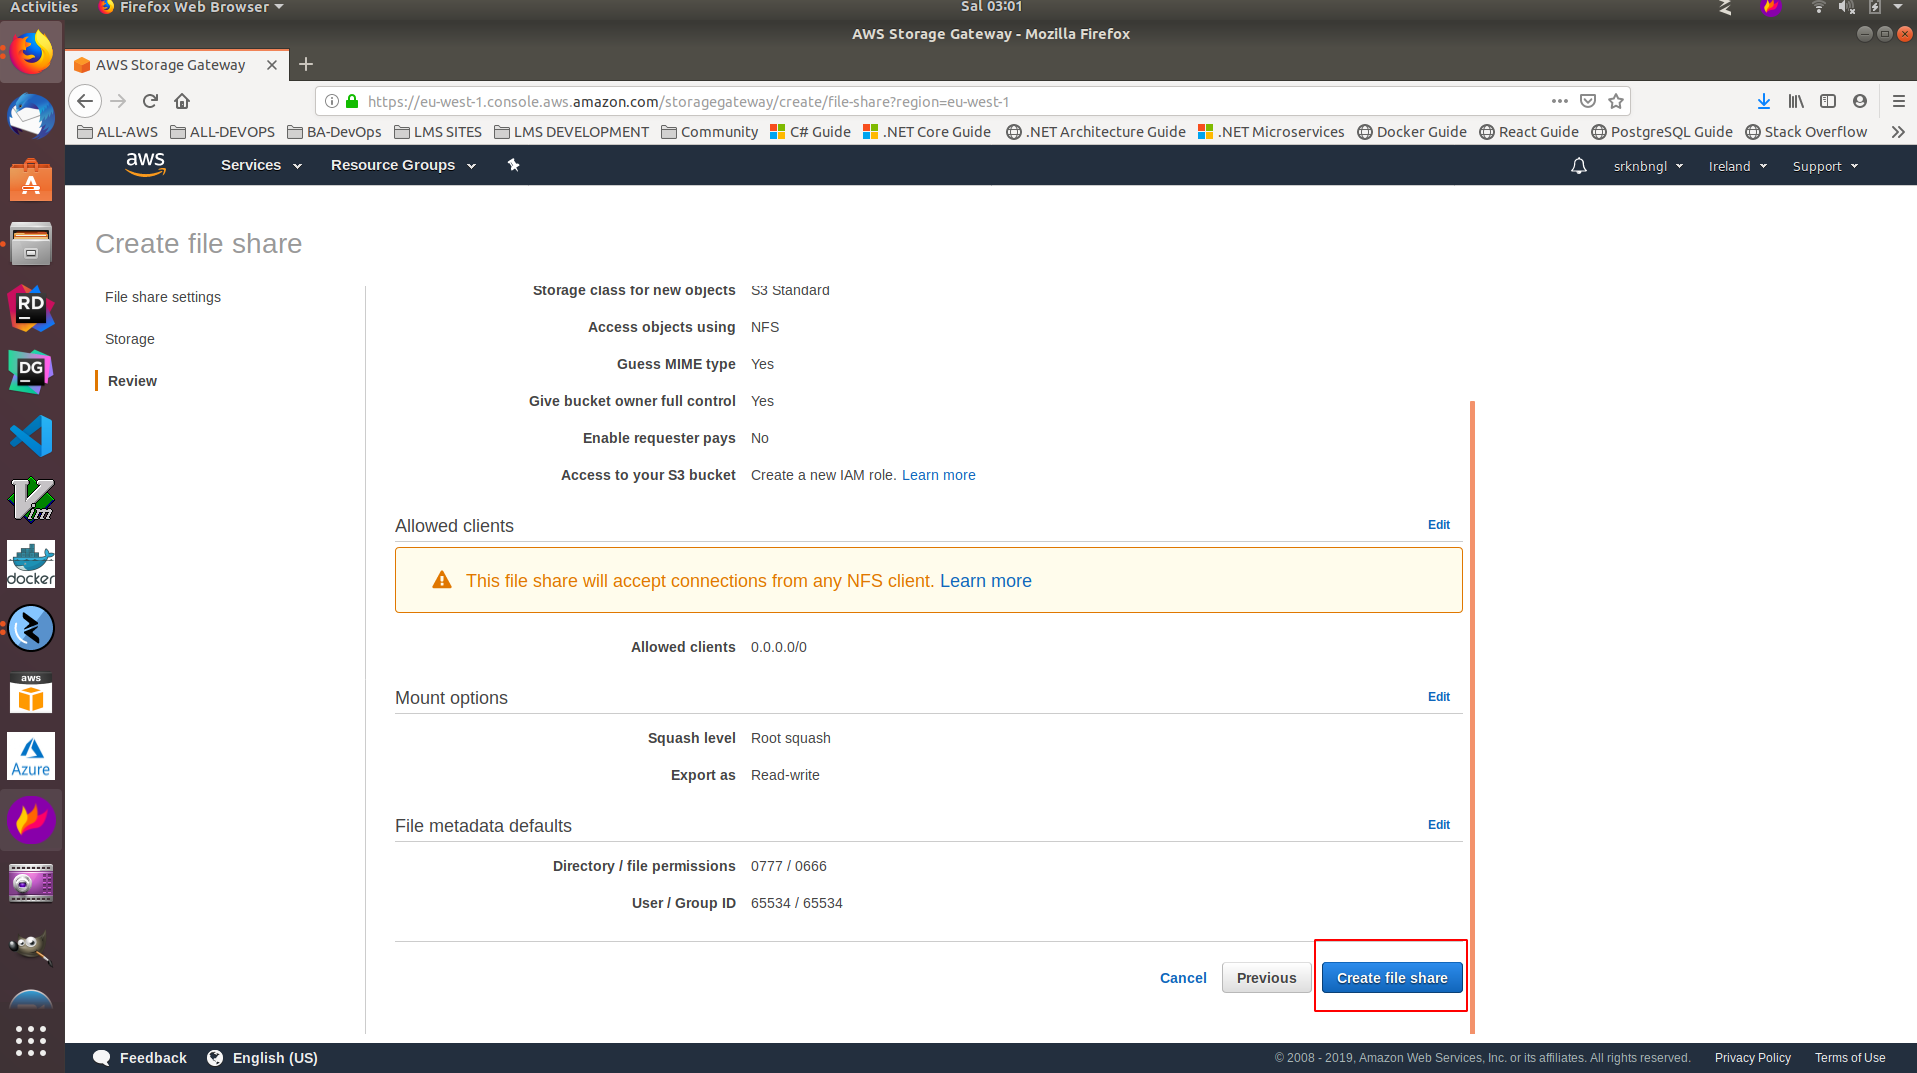 Activities Firefox Web Browser Sal 03:01
AWS Storage Gateway - Mozilla Firefox
AWS Storage Gateway
https://eu-west-1.console.aws.amazon.com/storagegateway/create/file-share?region=eu-west-1
ALL-AWS ALL-DEVOPS BA-DevOps LMS SITES LMS DEVELOPMENT Community C# Guide .NET Core Guide .NET Architecture Guide .NET Microservices Docker Guide React Guide PostgreSQL Guide Stack Overflow
aws Services Resource Groups srknbngl Ireland Support
Create file share
File share settings
Storage
Review
Storage class for new objects S3 Standard
Access objects using NFS
Guess MIME type Yes
Give bucket owner full control Yes
Enable requester pays No
Access to your S3 bucket Create a new IAM role. Learn more
Allowed clients Edit
This file share will accept connections from any NFS client. Learn more
Allowed clients 0.0.0.0/0
Mount options Edit
Squash level Root squash
Export as Read-write
File metadata defaults Edit
Directory / file permissions 0777 / 0666
User / Group ID 65534 / 65534
Cancel Previous Create file share
Feedback English (US) © 2008 - 2019, Amazon Web Services, Inc. or its affiliates. All rights reserved. Privacy Policy Terms of Use
RD
DG
Vim
docker
aws
Azure